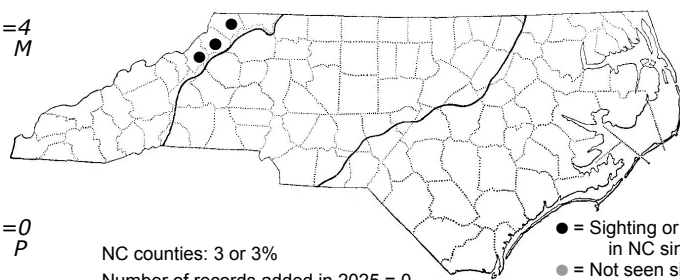 =4
M
=0
P
NC counties: 3 or 3%
Number of records added in 2025 = 0
● = Sighting or
in NC sin
● = Not seen si